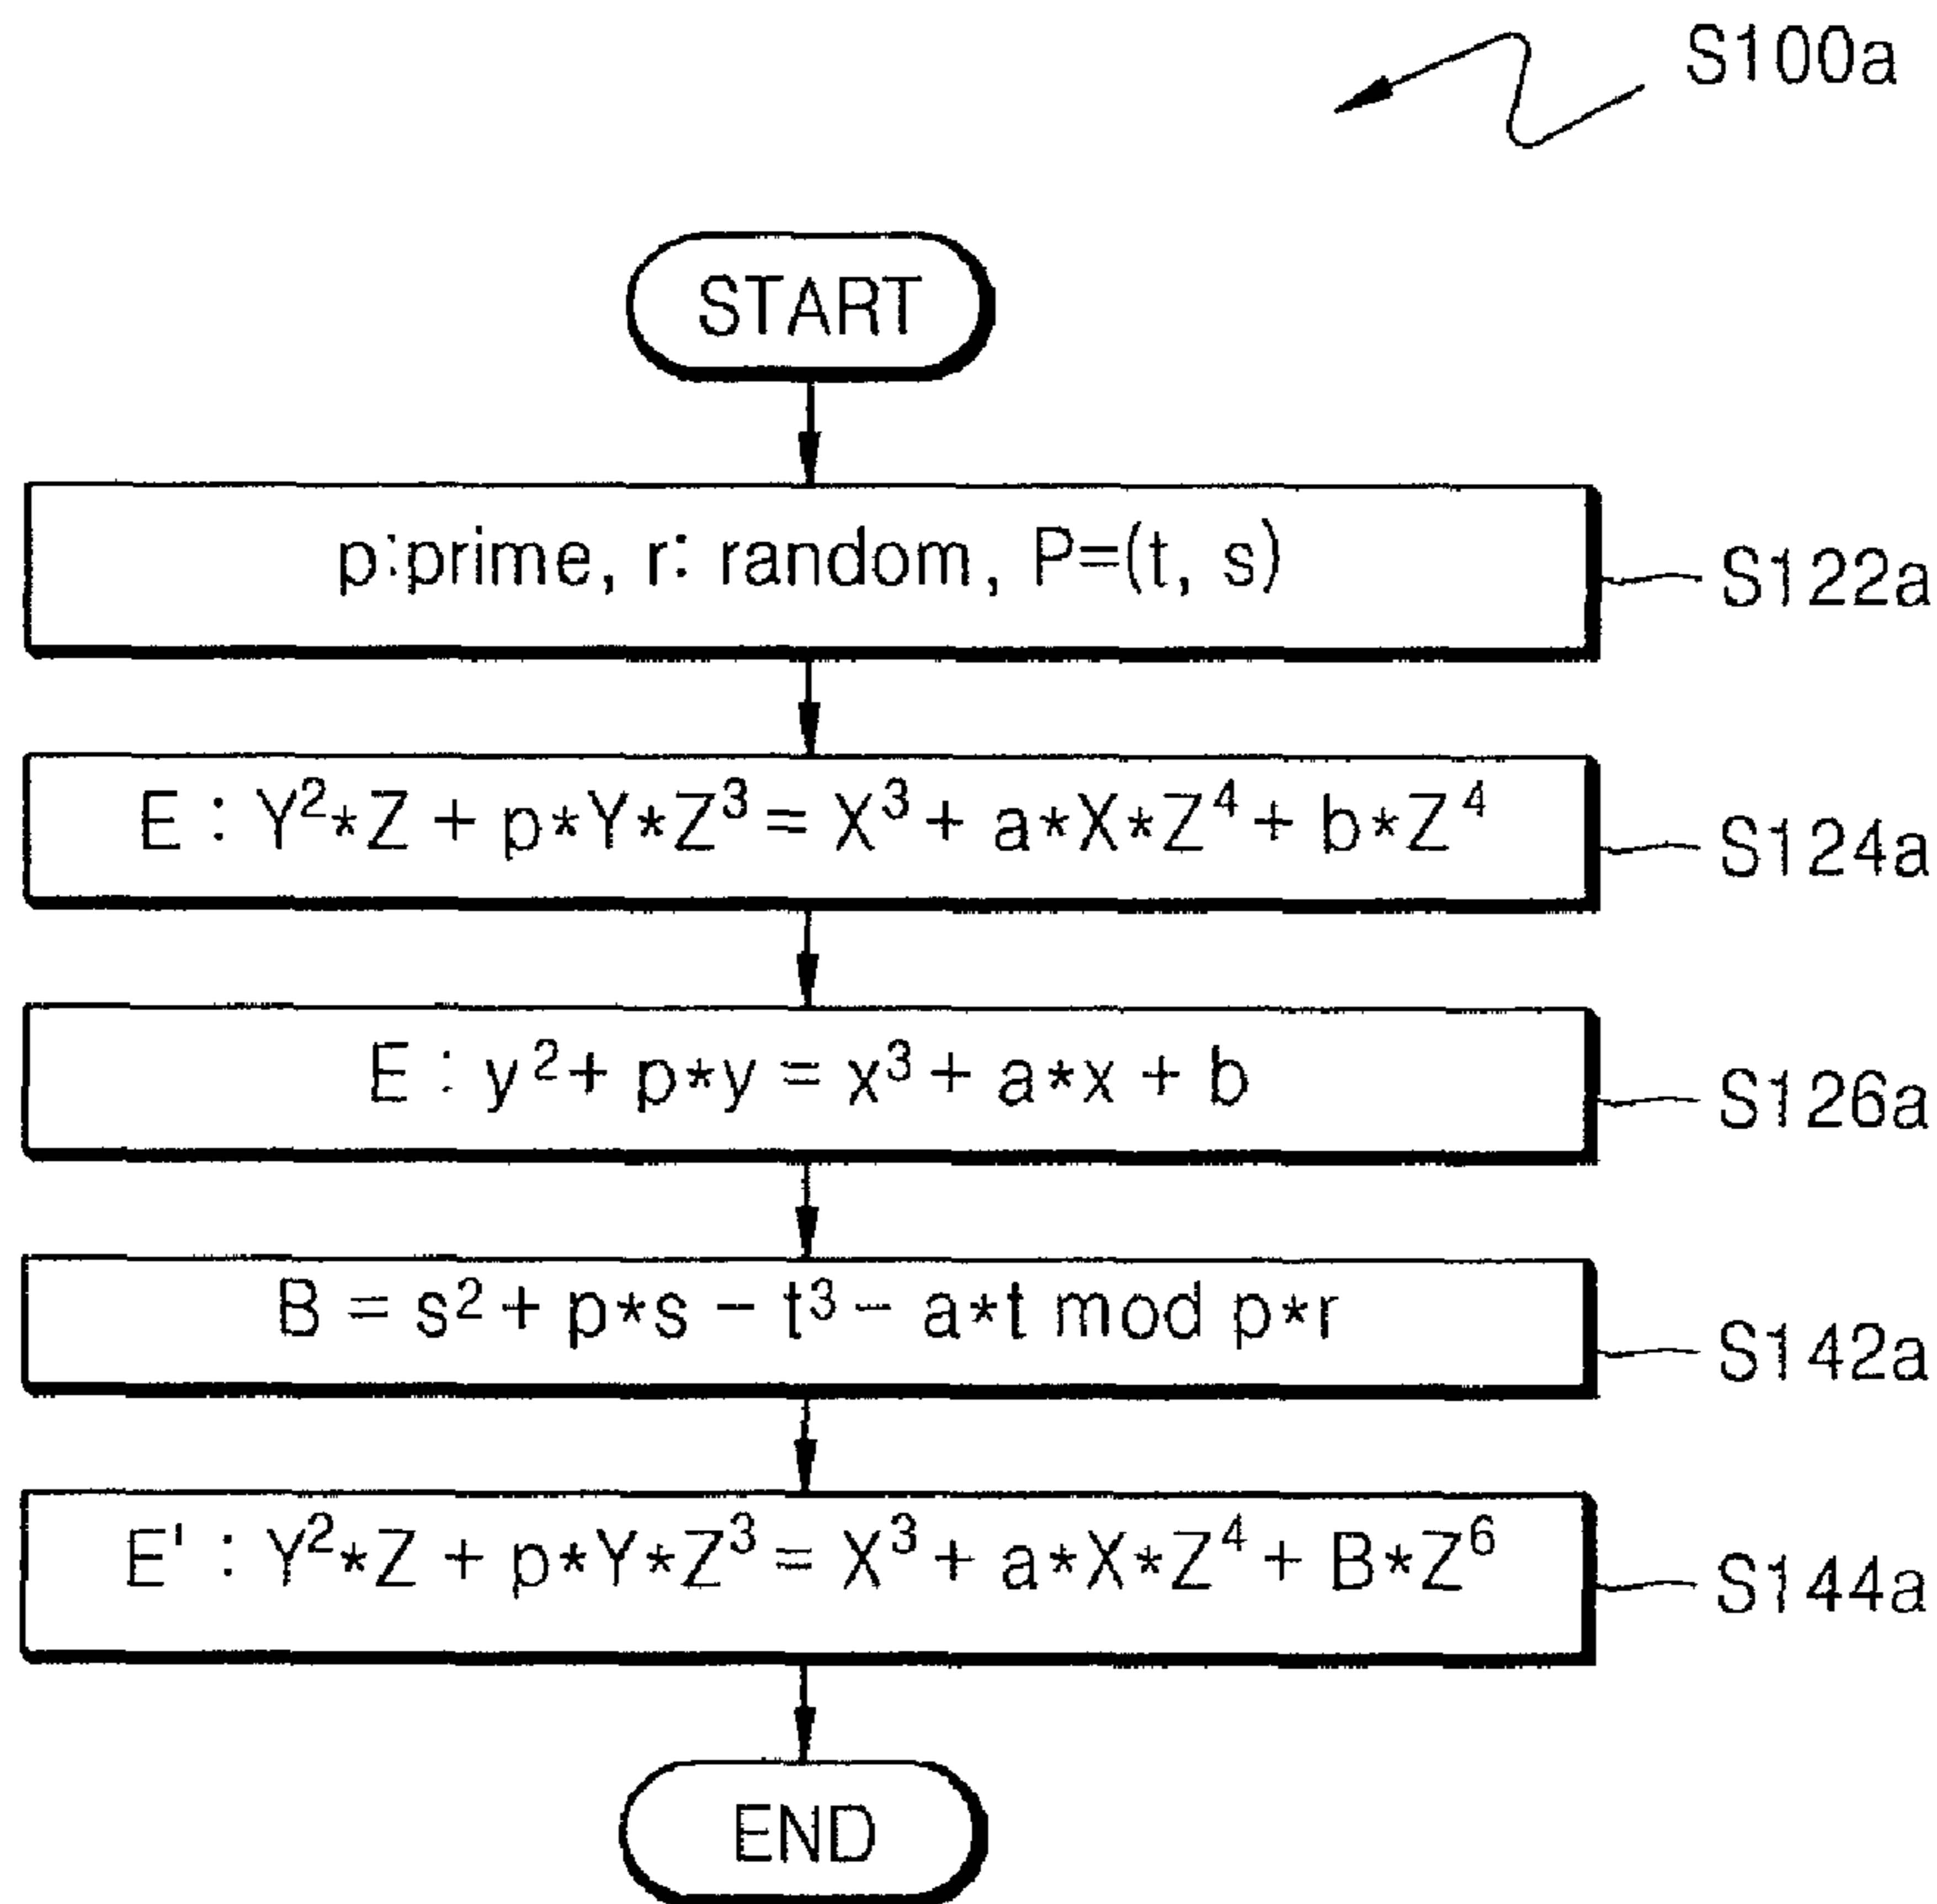 S100a
START
p:prime, r: random, P=(t, s)
S122a
E : Y²*Z + p*Y*Z³ = X³ + a*X*Z⁴ + b*Z⁴
S124a
E : y² + p*y = x³ + a*x + b
S126a
B = s² + p*s − t³ − a*t mod p*r
S142a
E' : Y²*Z + p*Y*Z³ = X³ + a*X*Z⁴ + B*Z⁶
S144a
END